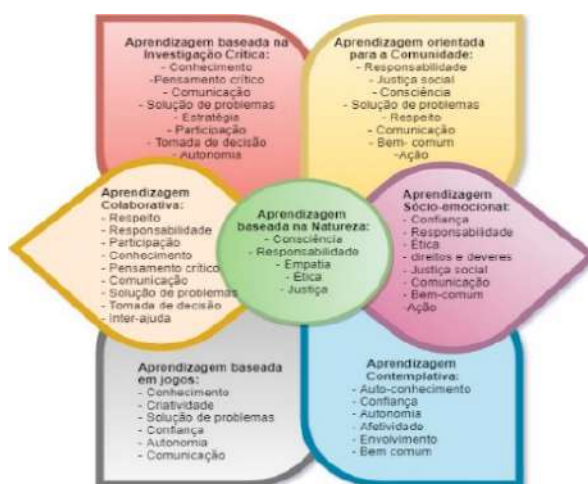 Aprendizagem baseada na
Investigação Crítica:
- Conhecimento
-Pensamento crítico
- Comunicação
- Solução de problemas
- Estratégia
- Participação
- Tomada de decisão
- Autonomia
Aprendizagem orientada
para a Comunidade:
- Responsabilidade
- Justiça social
- Consciência
- Solução de problemas
- Respeito
- Comunicação
- Bem- comum
-Ação
Aprendizagem
Colaborativa:
- Respeito
- Responsabilidade
- Participação
- Conhecimento
- Pensamento crítico
- Comunicação
- Solução de problemas
- Tomada de decisão
- Inter-ajuda
Aprendizagem
baseada na Natureza:
- Consciência
- Responsabilidade
- Empatia
- Ética
- Justiça
Aprendizagem
Sócio-emocional:
- Confiança
- Responsabilidade
- Ética
- direitos e deveres
- Justiça social
- Comunicação
- Bem-comum
- Ação
Aprendizagem baseada
em jogos:
- Conhecimento
- Criatividade
- Solução de problemas
- Confiança
- Autonomia
- Comunicação
Aprendizagem
Contemplativa:
- Auto-conhecimento
- Confiança
- Autonomia
- Afetividade
- Envolvimento
- Bem comum